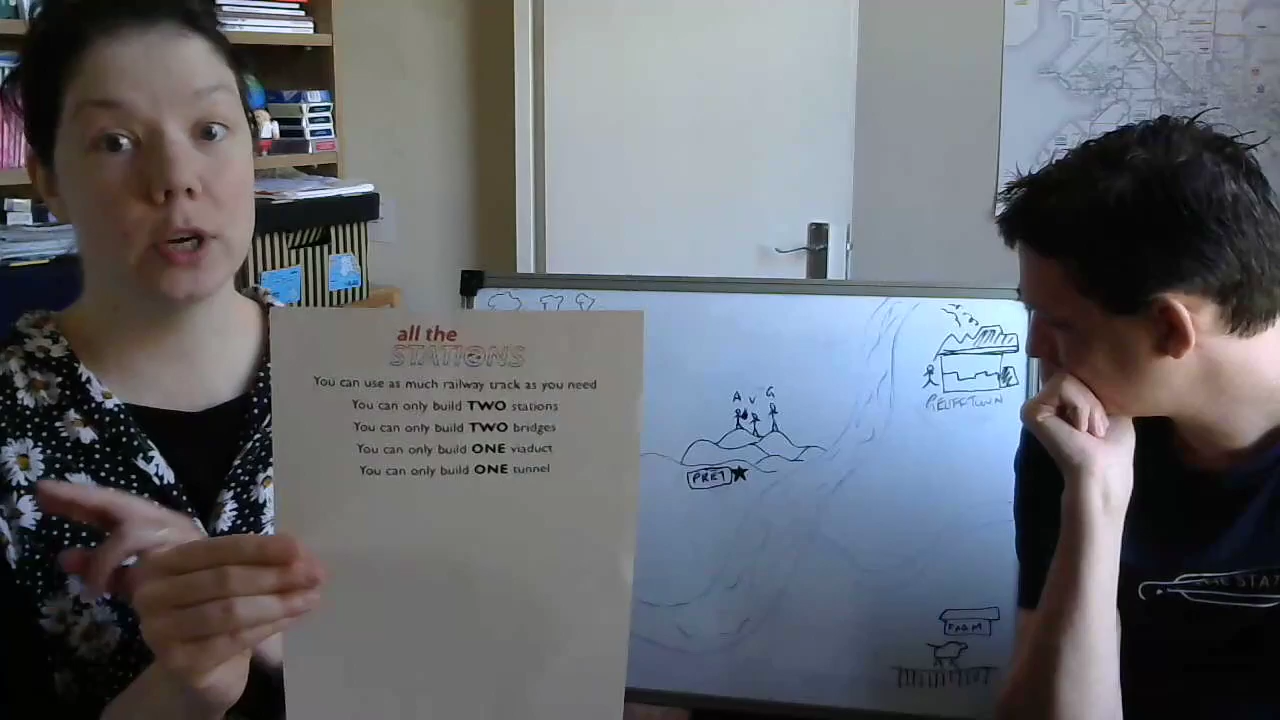 all the
STATIONS
You can use as much railway track as you need
You can only build TWO stations
You can only build TWO bridges
You can only build ONE viaduct
You can only build ONE tunnel
A V G
PRET
FARM